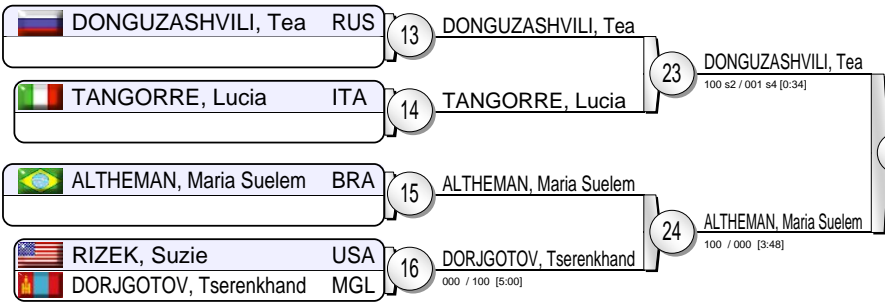 DONGUZASHVILI, Tea RUS
13
DONGUZASHVILI, Tea
23
DONGUZASHVILI, Tea
100 s2 / 001 s4 [0:34]
TANGORRE, Lucia ITA
14
TANGORRE, Lucia
ALTHEMAN, Maria Suelem BRA
15
ALTHEMAN, Maria Suelem
24
ALTHEMAN, Maria Suelem
100 / 000 [3:48]
RIZEK, Suzie USA
DORJGOTOV, Tserenkhand MGL
16
DORJGOTOV, Tserenkhand
000 / 100 [5:00]